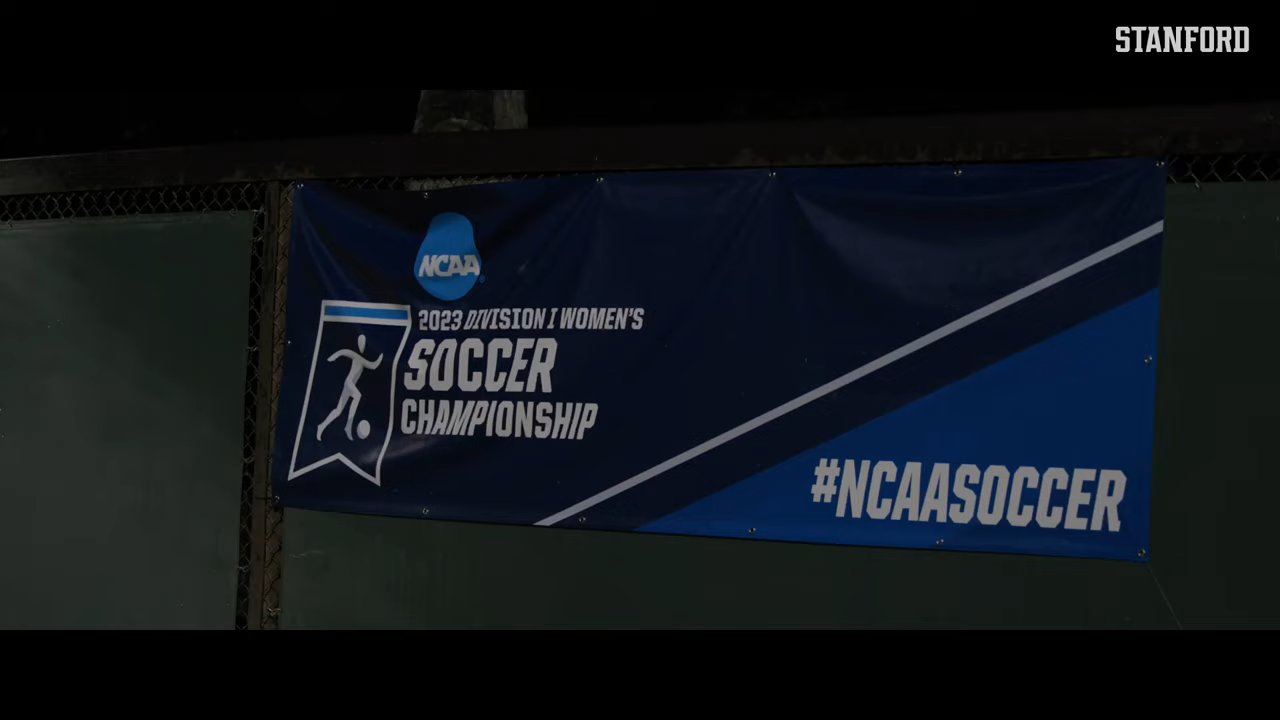 STANFORD
NCAA
2023 DIVISION I WOMEN'S
SOCCER
CHAMPIONSHIP
#NCAASOCCER